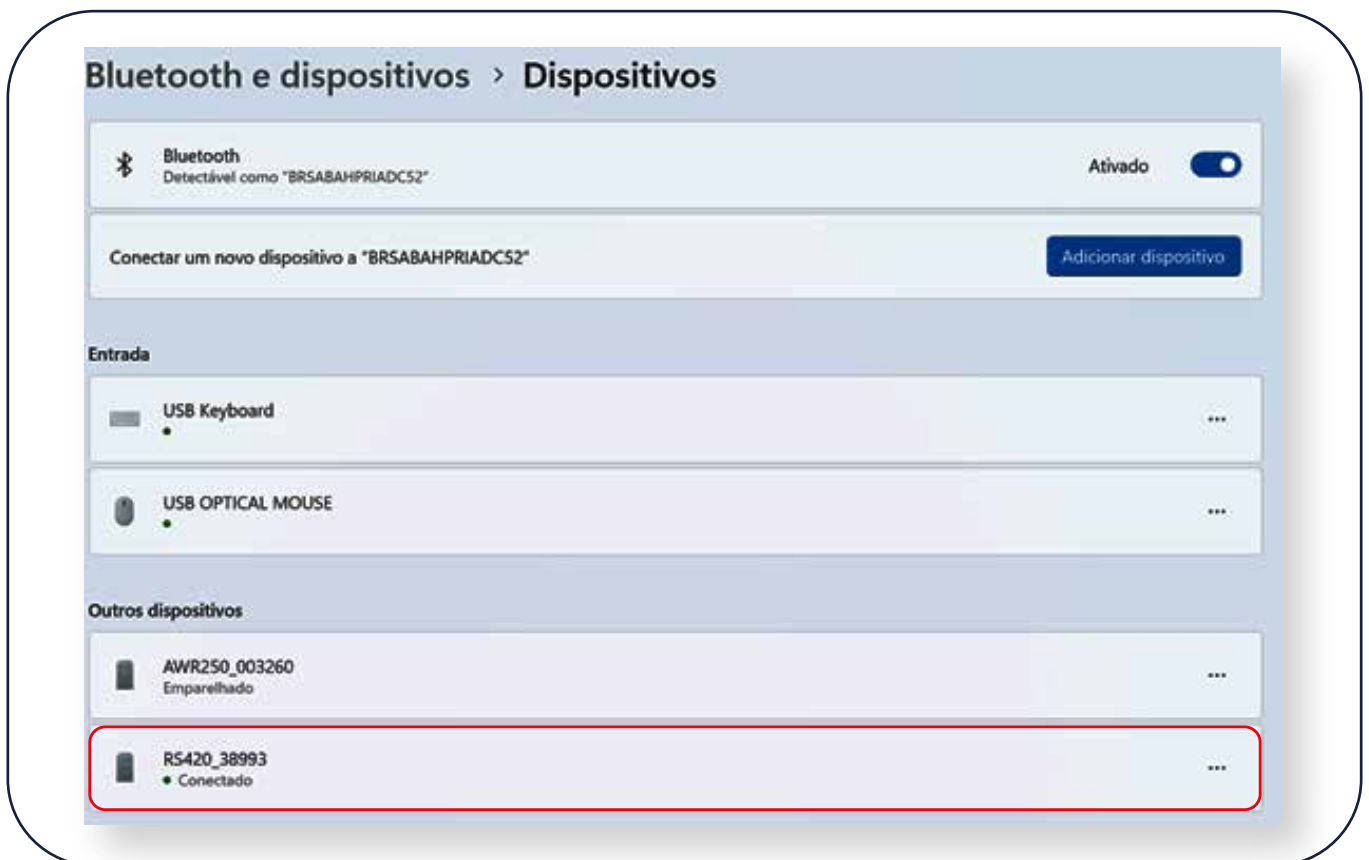 Bluetooth e dispositivos > Dispositivos
Bluetooth
Detectável como "BRSABAHPRIADC52"
Ativado
Conectar um novo dispositivo a "BRSABAHPRIADC52"
Adicionar dispositivo
Entrada
USB Keyboard
USB OPTICAL MOUSE
Outros dispositivos
AWR250_003260
Emparelhado
RS420_38993
Conectado